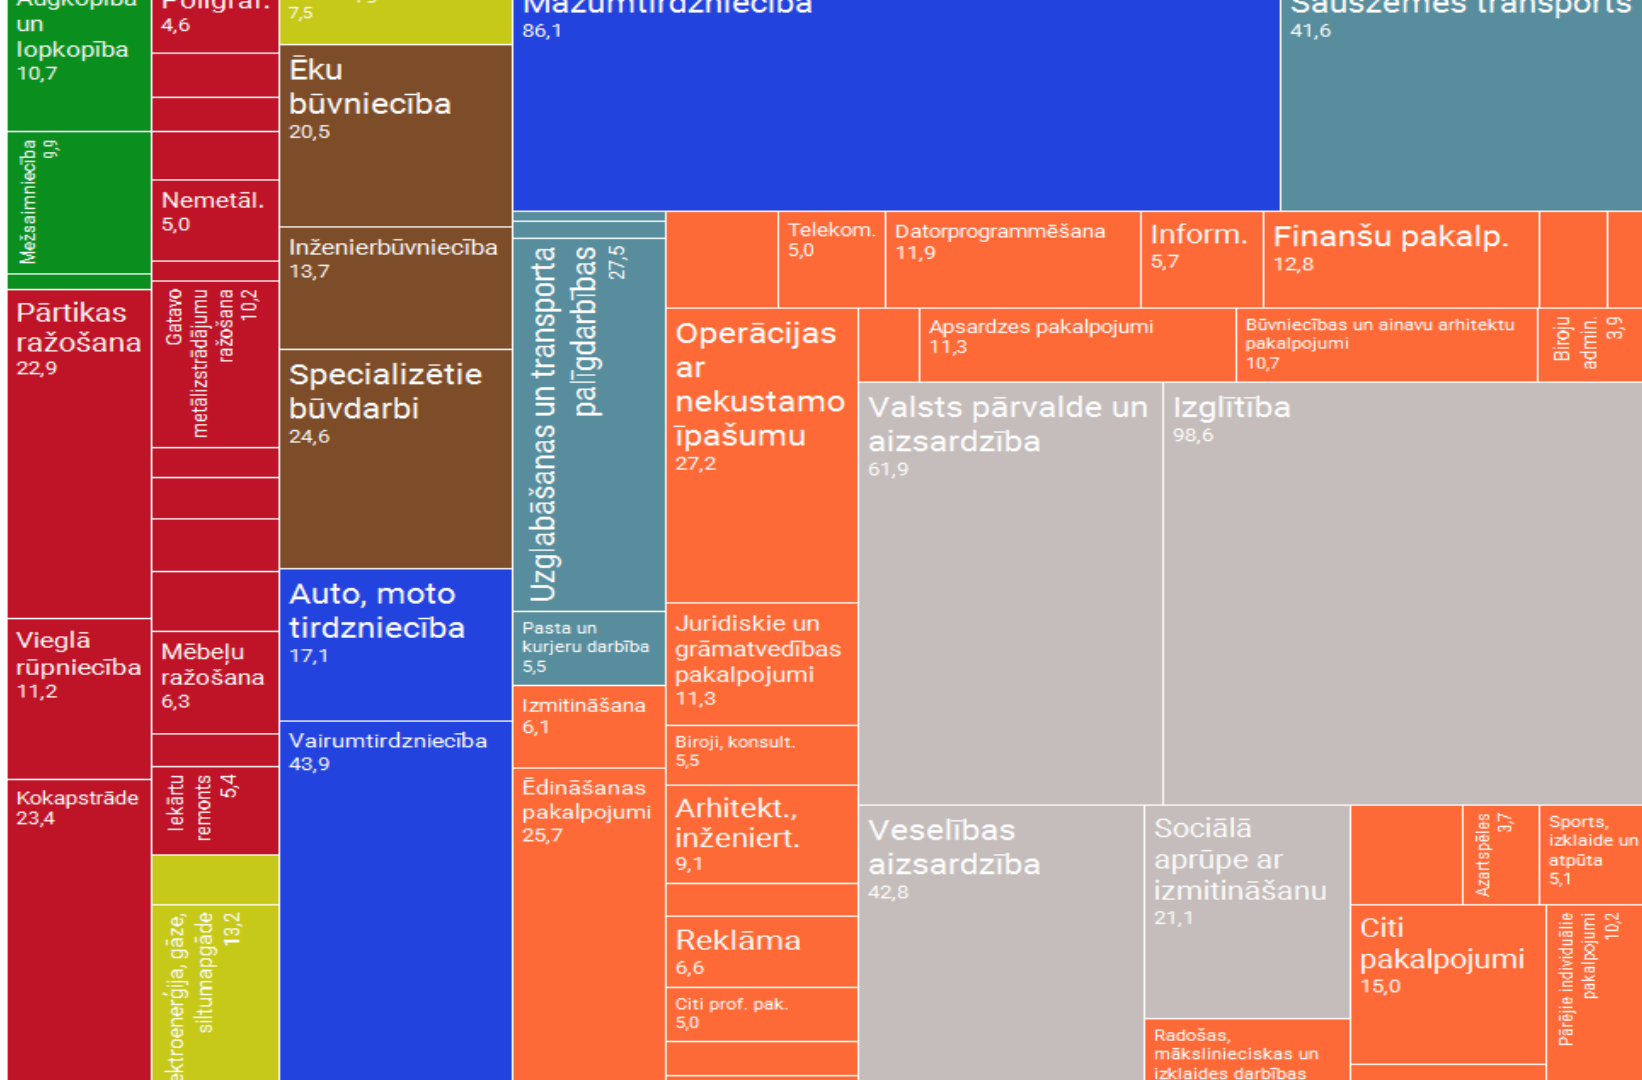 Augkopība
un
lopkopība
10,7
Mežsaimniecība
9,9
Pārtikas
ražošana
22,9
Vieglā
rūpniecība
11,2
Kokapstrāde
23,4
Poligrāf.
4,6
Nemetāl.
5,0
Gatavo
metālizstrādājumu
ražošana
10,2
Mēbeļu
ražošana
6,3
Iekārtu
remonts
5,4
ektroenerģija, gāze,
siltumapgāde
13,2
7,5
Ēku
būvniecība
20,5
Inženierbūvniecība
13,7
Specializētie
būvdarbi
24,6
Auto, moto
tirdzniecība
17,1
Vairumtirdzniecība
43,9
Mazumtirdzniecība
86,1
Sauszemes transports
41,6
Uzglabāšanas un transporta
palīgdarbības
27,5
Pasta un
kurjeru darbība
5,5
Izmitināšana
6,1
Ēdināšanas
pakalpojumi
25,7
Telekom.
5,0
Datorprogrammēšana
11,9
Inform.
5,7
Finanšu pakalp.
12,8
Operācijas
ar
nekustamo
īpašumu
27,2
Apsardzes pakalpojumi
11,3
Būvniecības un ainavu arhitektu
pakalpojumi
10,7
Biroju
admin.
3,9
Juridiskie un
grāmatvedības
pakalpojumi
11,3
Biroji, konsult.
5,5
Arhitekt.,
inženiert.
9,1
Reklāma
6,6
Citi prof. pak.
5,0
Valsts pārvalde un
aizsardzība
61,9
Izglītība
98,6
Veselības
aizsardzība
42,8
Sociālā
aprūpe ar
izmitināšanu
21,1
Radošas,
mākslinieciskas un
izklaides darbības
Azartspēles
3,7
Sports,
izklaide un
atpūta
5,1
Citi
pakalpojumi
15,0
Pārējie individuālie
pakalpojumi
10,2